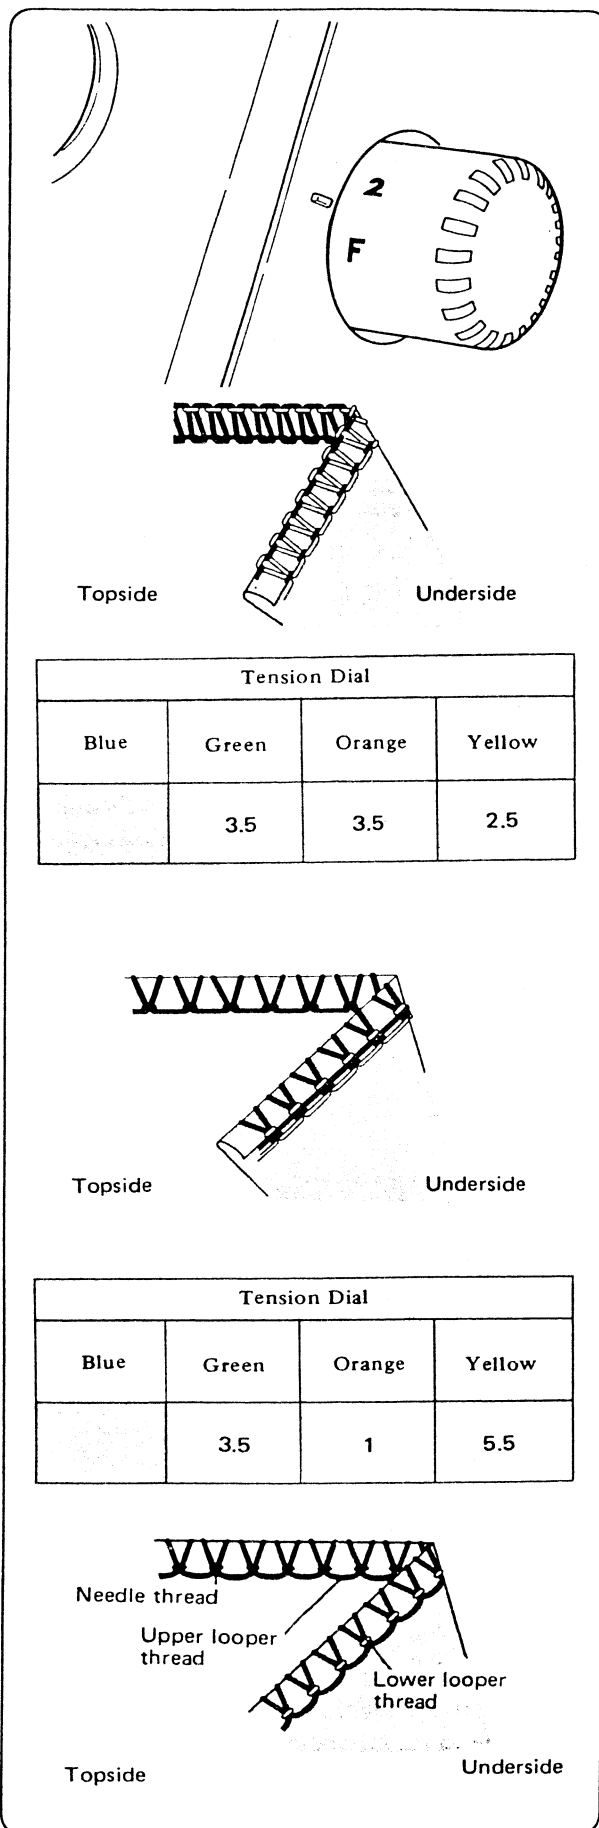 2
F
Topside Underside
Tension Dial
Blue Green Orange Yellow
3.5 3.5 2.5
Topside Underside
Tension Dial
Blue Green Orange Yellow
3.5 1 5.5
Needle thread
Upper looper
thread
Lower looper
thread
Topside Underside